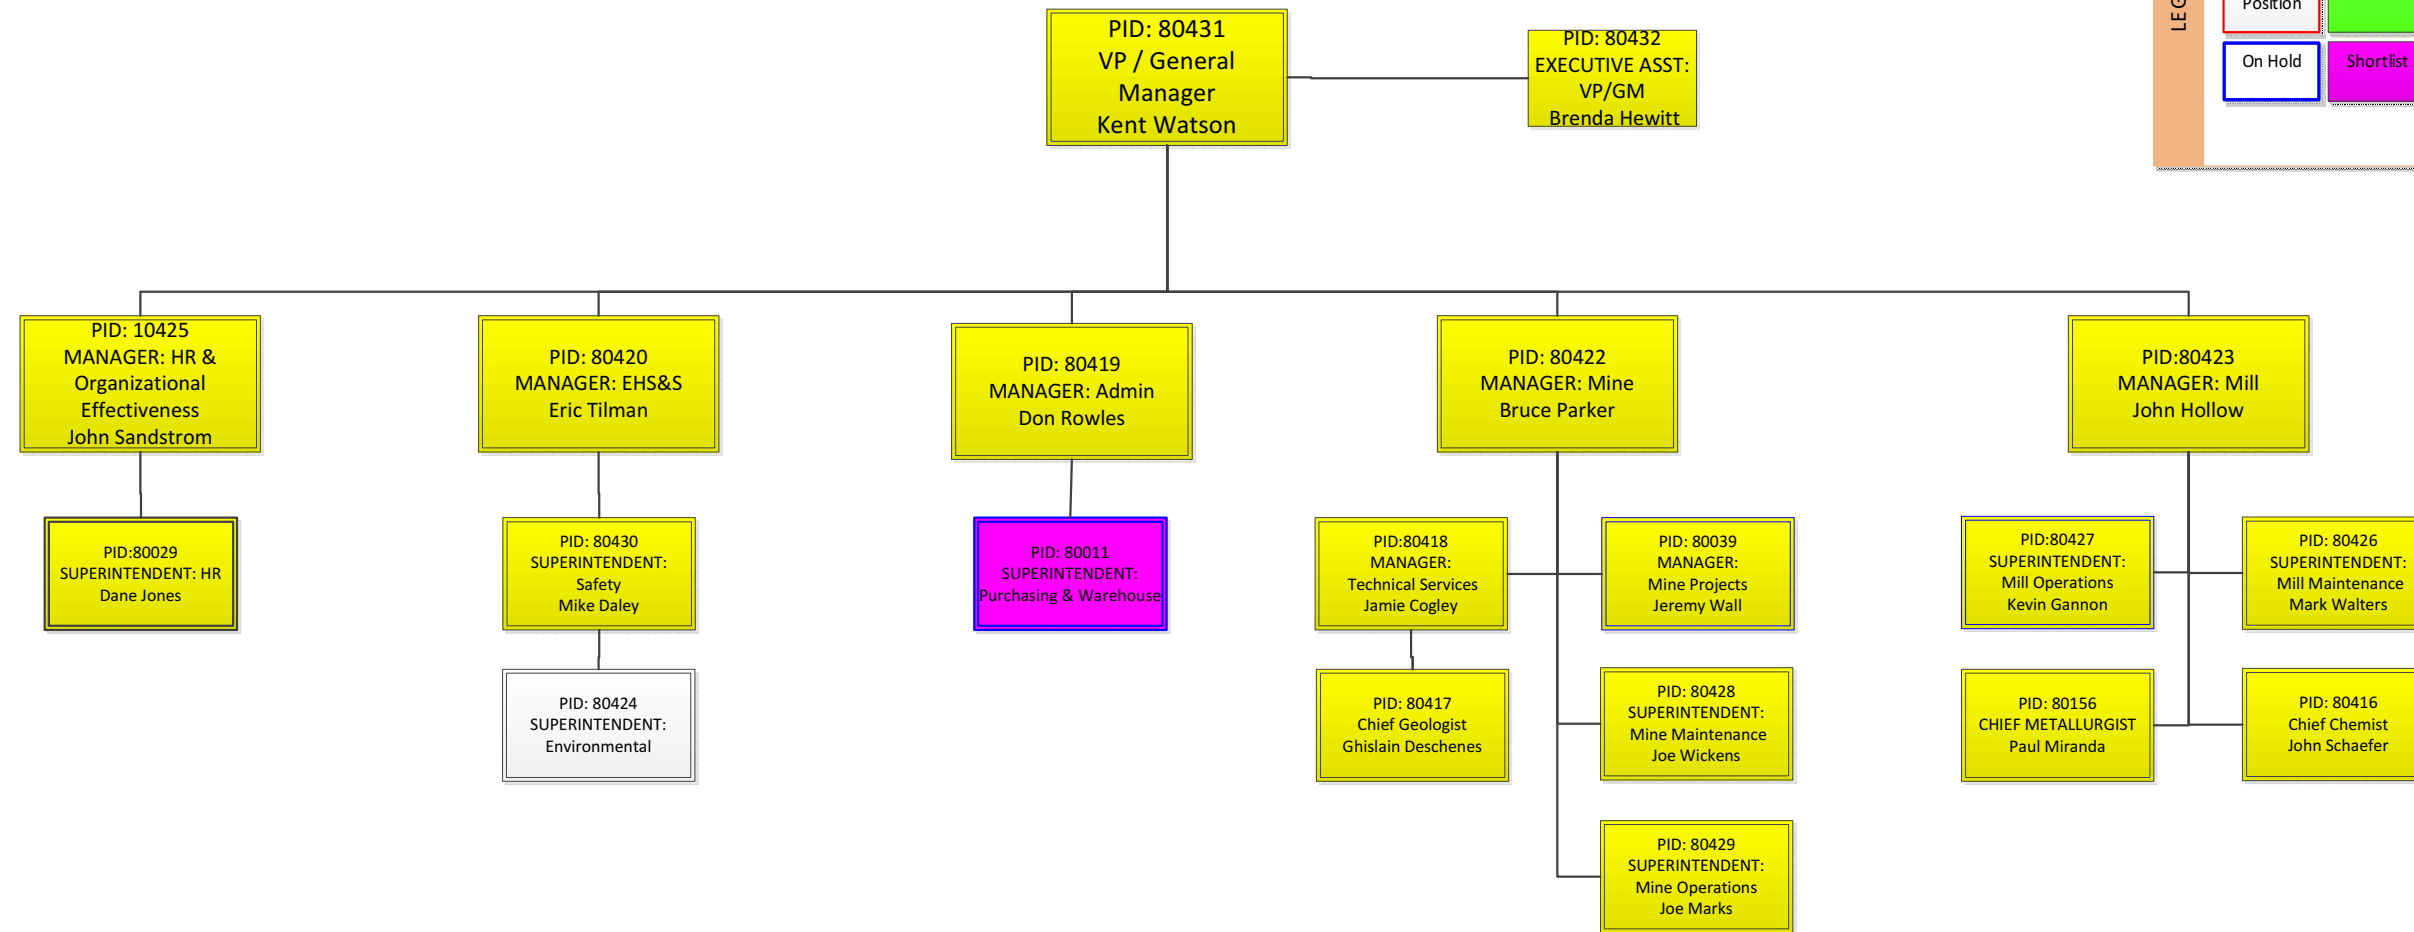 PID: 80431
VP / General
Manager
Kent Watson
PID: 80432
EXECUTIVE ASST:
VP/GM
Brenda Hewitt
Position
On Hold
Shortlist
PID: 10425
MANAGER: HR &
Organizational
Effectiveness
John Sandstrom
PID: 80420
MANAGER: EHS&S
Eric Tilman
PID: 80419
MANAGER: Admin
Don Rowles
PID: 80422
MANAGER: Mine
Bruce Parker
PID:80423
MANAGER: Mill
John Hollow
PID:80029
SUPERINTENDENT: HR
Dane Jones
PID: 80430
SUPERINTENDENT:
Safety
Mike Daley
PID: 80011
SUPERINTENDENT:
Purchasing & Warehouse
PID:80418
MANAGER:
Technical Services
Jamie Cogley
PID: 80039
MANAGER:
Mine Projects
Jeremy Wall
PID:80427
SUPERINTENDENT:
Mill Operations
Kevin Gannon
PID: 80426
SUPERINTENDENT:
Mill Maintenance
Mark Walters
PID: 80424
SUPERINTENDENT:
Environmental
PID: 80417
Chief Geologist
Ghislain Deschenes
PID: 80428
SUPERINTENDENT:
Mine Maintenance
Joe Wickens
PID: 80156
CHIEF METALLURGIST
Paul Miranda
PID: 80416
Chief Chemist
John Schaefer
PID: 80429
SUPERINTENDENT:
Mine Operations
Joe Marks